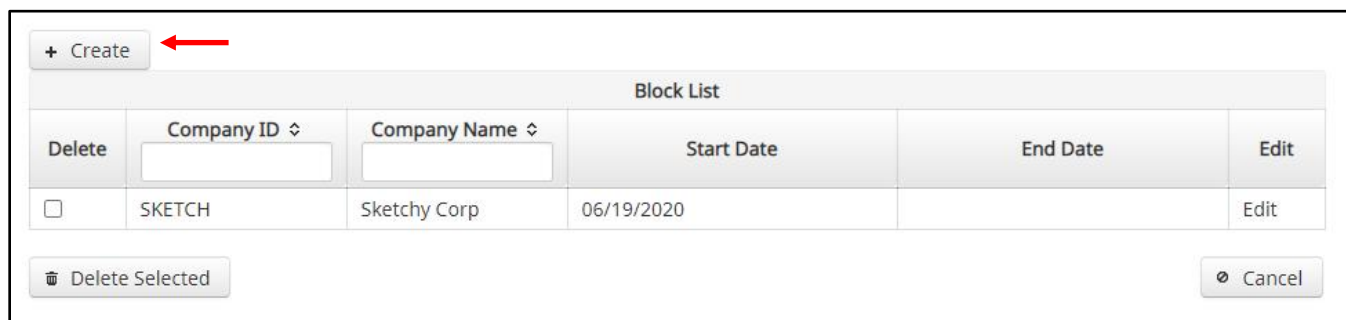 + Create
Block List
Delete Company ID Company Name Start Date End Date Edit
SKETCH Sketchy Corp 06/19/2020 Edit
Delete Selected Cancel